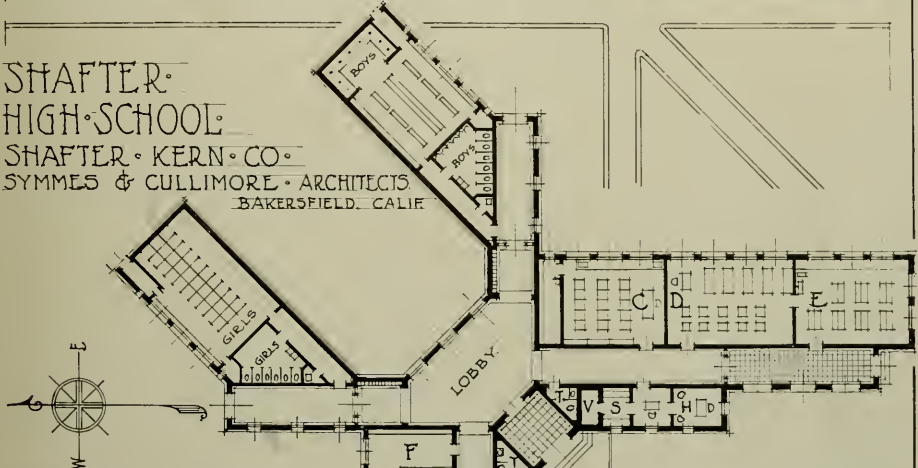 SHAFTER·
HIGH·SCHOOL·
SHAFTER · KERN · CO·
SYMMES & CULLIMORE · ARCHITECTS.
BAKERSFIELD. CALIF.
BOYS
BOYS
GIRLS
GIRLS
LOBBY.
C
D
E
T
V
S
H
F
T
E
W